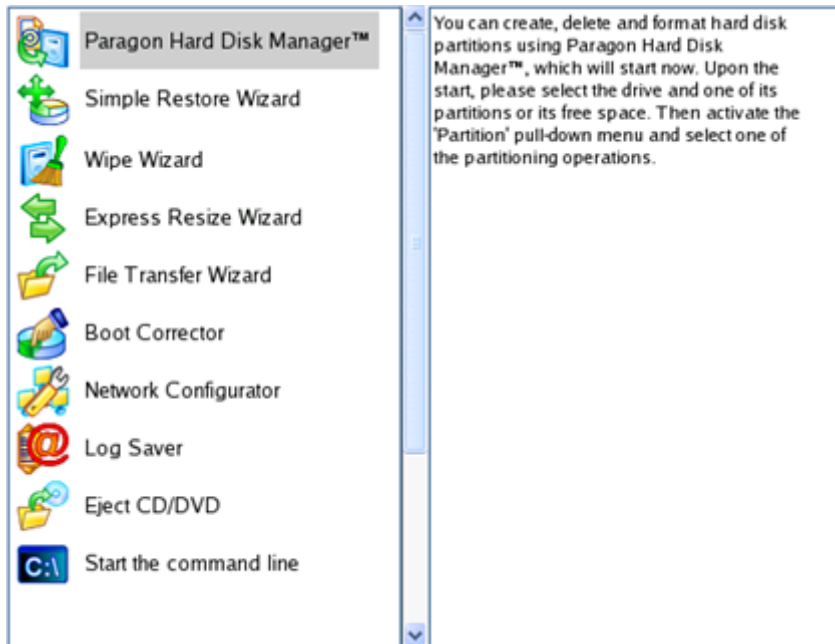 Paragon Hard Disk Manager™
Simple Restore Wizard
Wipe Wizard
Express Resize Wizard
File Transfer Wizard
Boot Corrector
Network Configurator
Log Saver
Eject CD/DVD
C:\
Start the command line
You can create, delete and format hard disk
partitions using Paragon Hard Disk
Manager™, which will start now. Upon the
start, please select the drive and one of its
partitions or its free space. Then activate the
'Partition' pull-down menu and select one of
the partitioning operations.